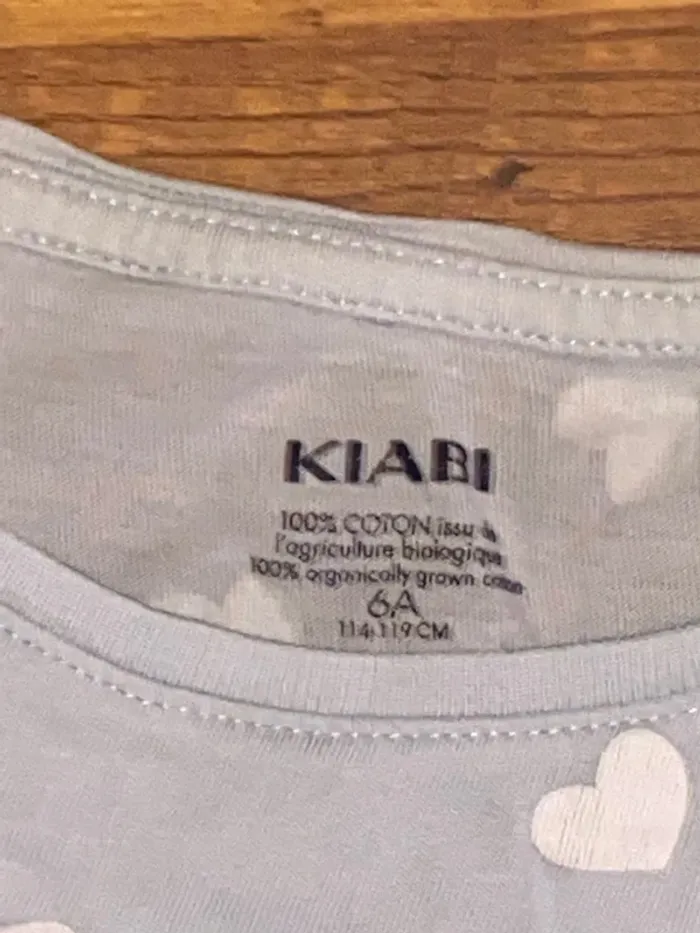 KIABI
100% COTON issu de
l'agriculture biologique
100% organically grown cotton
6A
114-119 CM